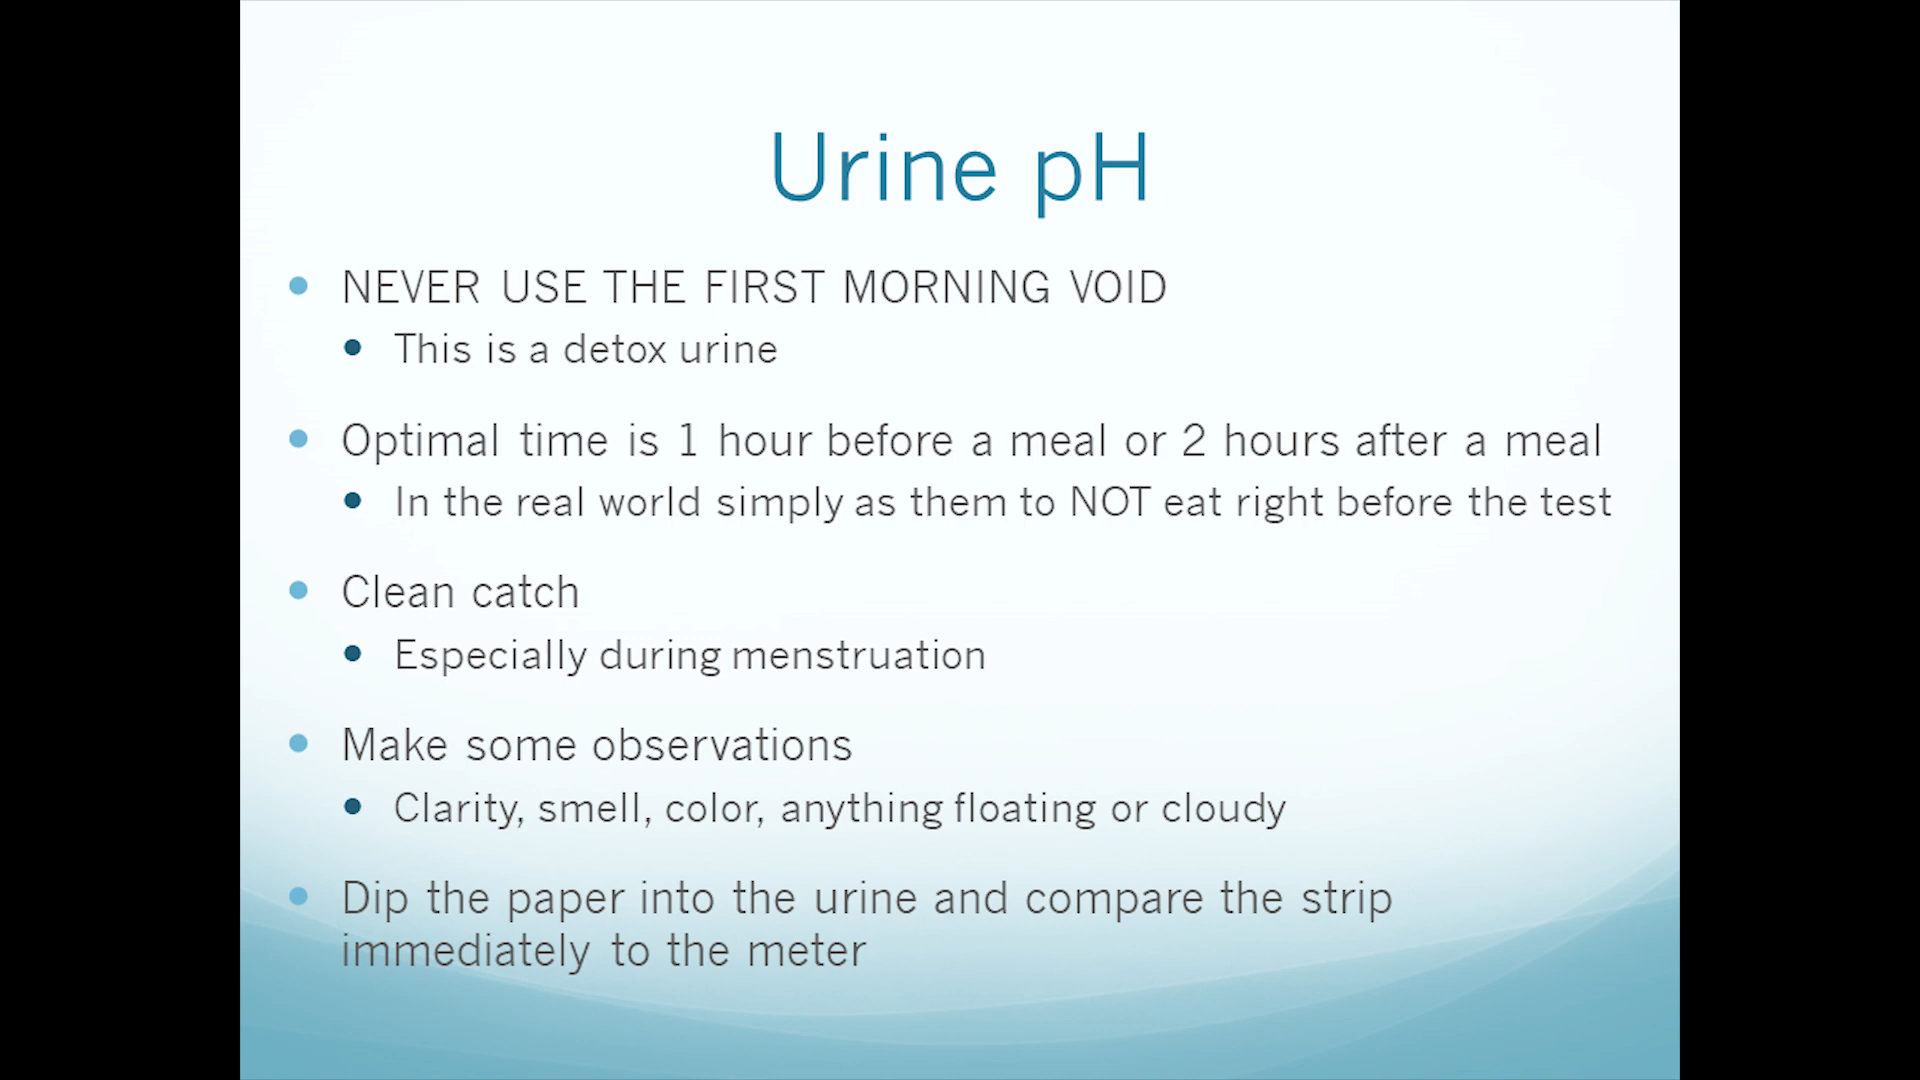 Urine pH
NEVER USE THE FIRST MORNING VOID
This is a detox urine
Optimal time is 1 hour before a meal or 2 hours after a meal
In the real world simply as them to NOT eat right before the test
Clean catch
Especially during menstruation
Make some observations
Clarity, smell, color, anything floating or cloudy
Dip the paper into the urine and compare the strip
immediately to the meter